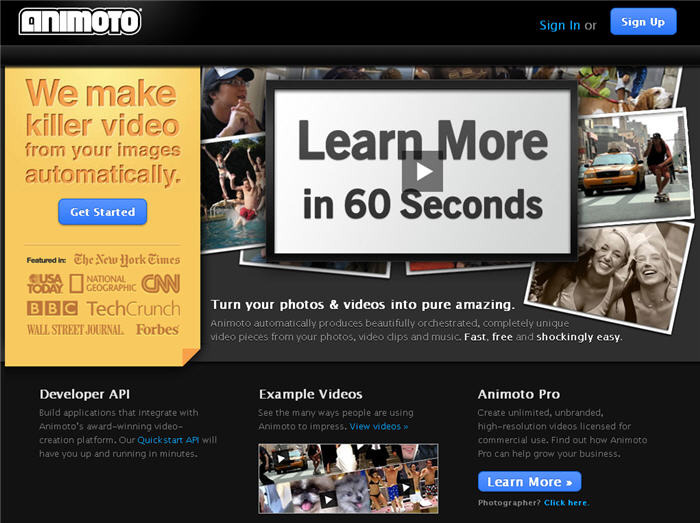 ANIMOTO
Sign In or
Sign Up
We make
killer video
from your images
automatically.
Get Started
Featured in: The New York Times
USA TODAY NATIONAL GEOGRAPHIC CNN
BBC TechCrunch
WALL STREET JOURNAL. Forbes
Learn More
in 60 Seconds
Turn your photos & videos into pure amazing.
Animoto automatically produces beautifully orchestrated, completely unique
video pieces from your photos, video clips and music. Fast, free and shockingly easy.
Developer API
Build applications that integrate with
Animoto's award-winning video-
creation platform. Our Quickstart API will
have you up and running in minutes.
Example Videos
See the many ways people are using
Animoto to impress. View videos »
Animoto Pro
Create unlimited, unbranded,
high-resolution videos licensed for
commercial use. Find out how Animoto
Pro can help grow your business.
Learn More »
Photographer? Click here.